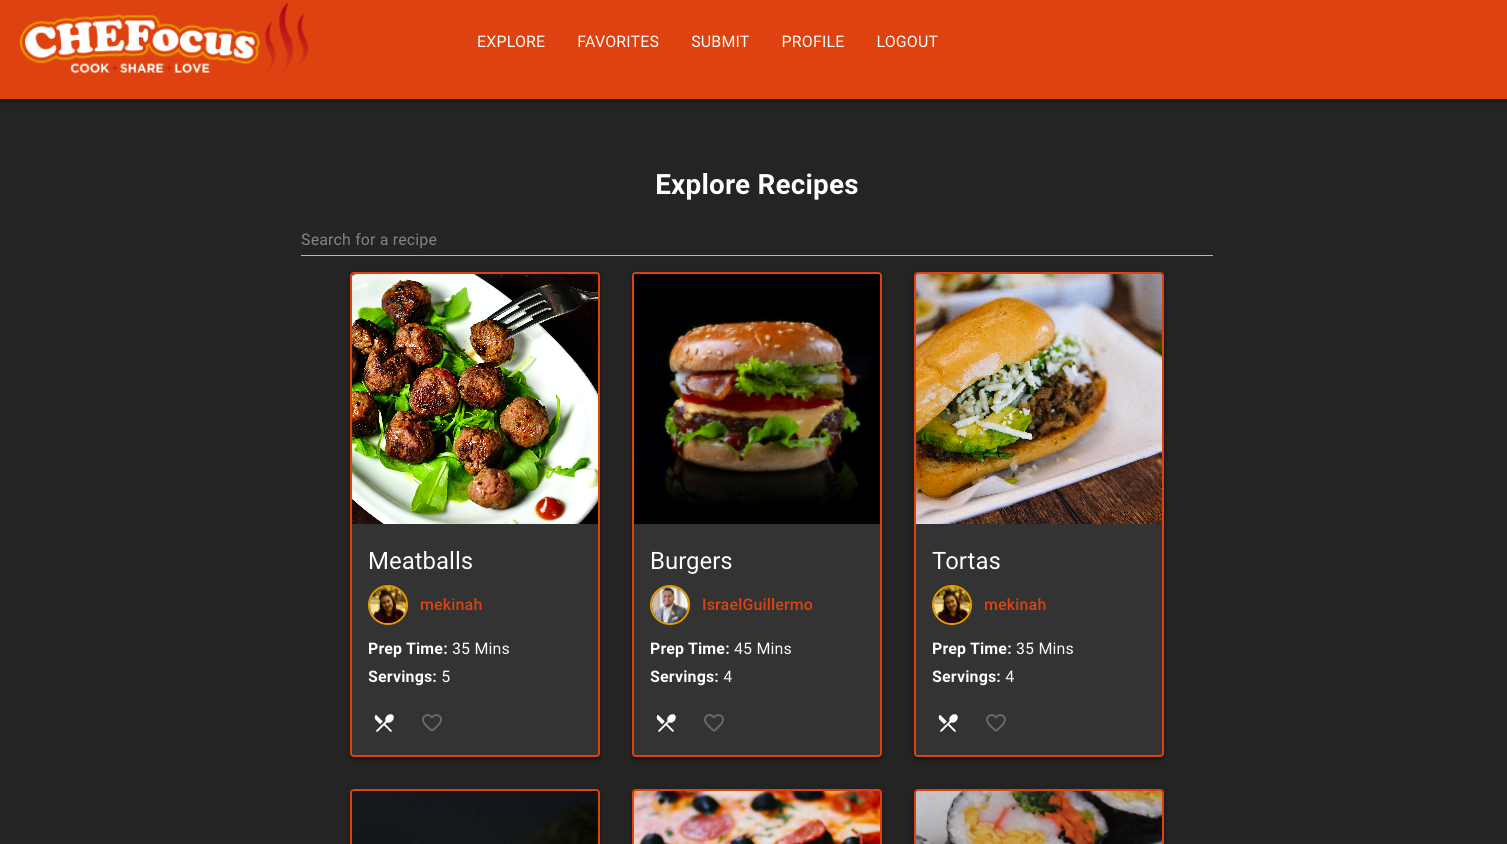 CHEFocus
COOK • SHARE • LOVE
EXPLORE FAVORITES SUBMIT PROFILE LOGOUT
Explore Recipes
Search for a recipe
Meatballs
mekinah
Prep Time: 35 Mins
Servings: 5
Burgers
IsraelGuillermo
Prep Time: 45 Mins
Servings: 4
Tortas
mekinah
Prep Time: 35 Mins
Servings: 4